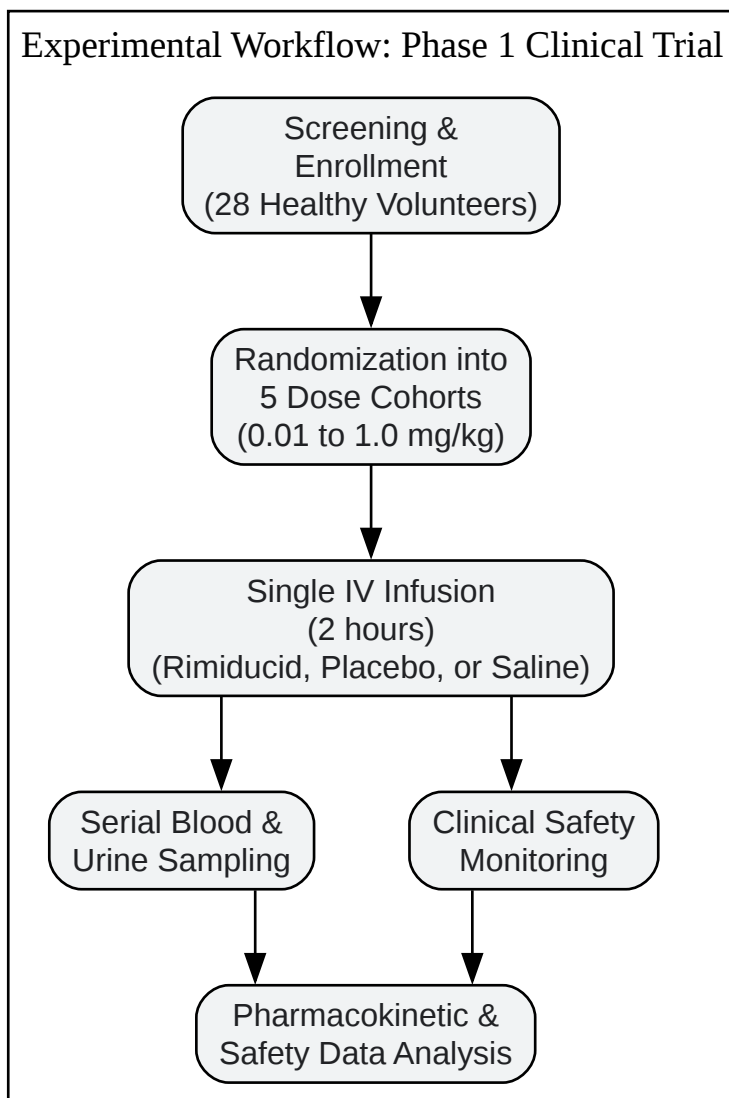 Experimental Workflow: Phase 1 Clinical Trial
Screening &
Enrollment
(28 Healthy Volunteers)
Randomization into
5 Dose Cohorts
(0.01 to 1.0 mg/kg)
Single IV Infusion
(2 hours)
(Rimiducid, Placebo, or Saline)
Serial Blood &
Urine Sampling
Clinical Safety
Monitoring
Pharmacokinetic &
Safety Data Analysis